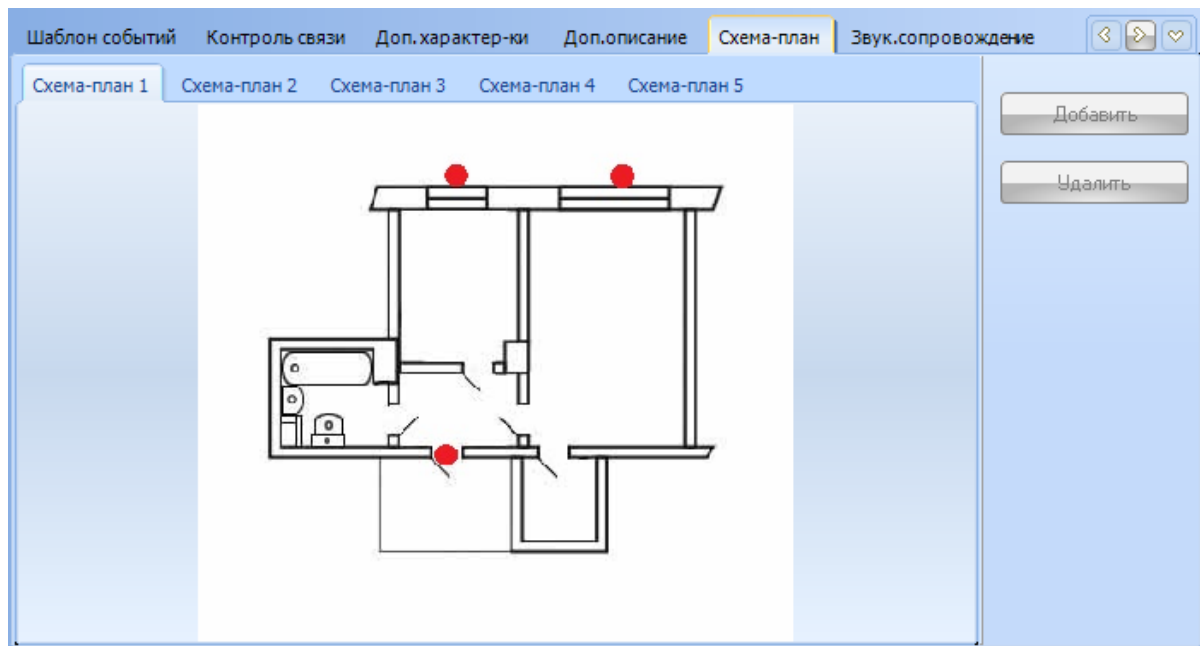 Шаблон событий Контроль связи Доп.характер-ки Доп.описание Схема-план Звук.сопровождение
Схема-план 1 Схема-план 2 Схема-план 3 Схема-план 4 Схема-план 5
Добавить
Удалить